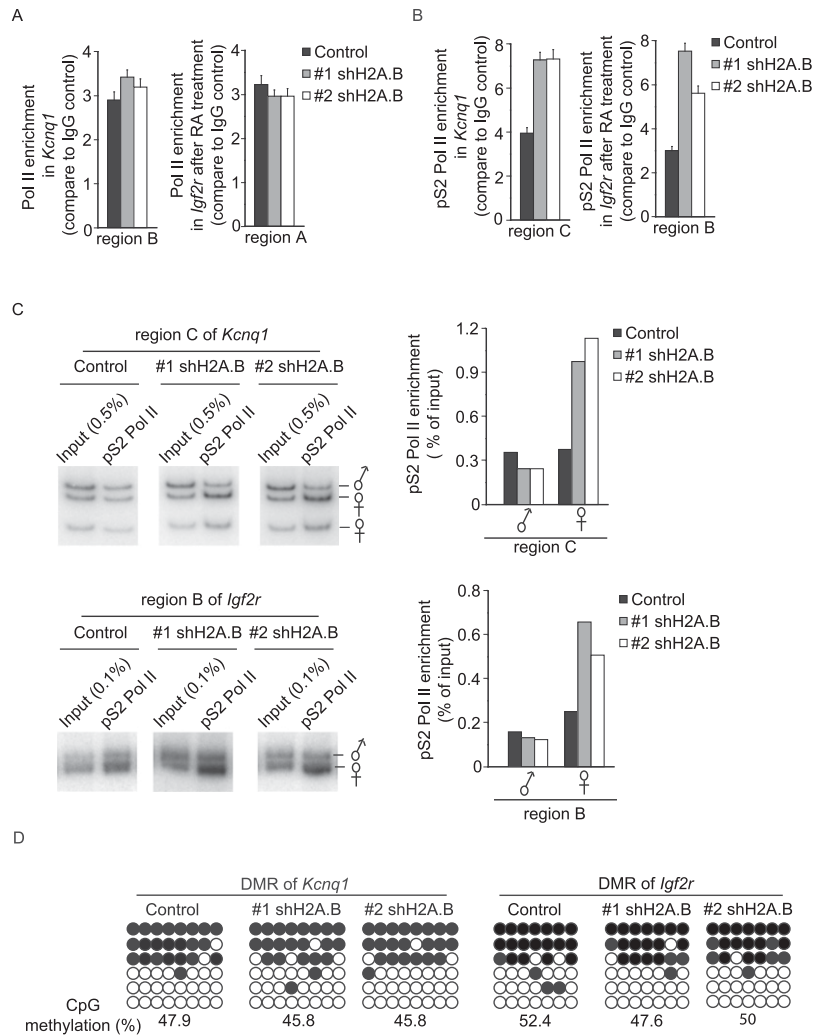 A
Pol II enrichment
in Kcnq1
(compare to IgG control)
4
3
2
1
0
region B
Pol II enrichment
in Igf2r after RA treatment
(compare to IgG control)
4
3
2
1
0
region A
Control
#1 shH2A.B
#2 shH2A.B
B
pS2 Pol II enrichment
in Kcnq1
(compare to IgG control)
8
6
4
2
0
region C
pS2 Pol II enrichment
in Igf2r after RA treatment
(compare to IgG control)
8
6
4
2
0
region B
Control
#1 shH2A.B
#2 shH2A.B
C
region C of Kcnq1
Control
#1 shH2A.B
#2 shH2A.B
Input (0.5%)
pS2 Pol II
Input (0.5%)
pS2 Pol II
Input (0.5%)
pS2 Pol II
♂
♀
♀
pS2 Pol II enrichment
( % of input)
1.2
0.9
0.6
0.3
0
♂ ♀
region C
Control
#1 shH2A.B
#2 shH2A.B
region B of Igf2r
Control
#1 shH2A.B
#2 shH2A.B
Input (0.1%)
pS2 Pol II
Input (0.1%)
pS2 Pol II
Input (0.1%)
pS2 Pol II
♂
♀
pS2 Pol II enrichment
(% of input)
0.8
0.6
0.4
0.2
0
♂ ♀
region B
Control
#1 shH2A.B
#2 shH2A.B
D
DMR of Kcnq1
Control
#1 shH2A.B
#2 shH2A.B
DMR of Igf2r
Control
#1 shH2A.B
#2 shH2A.B
CpG
methylation (%)
47.9
45.8
45.8
52.4
47.6
50